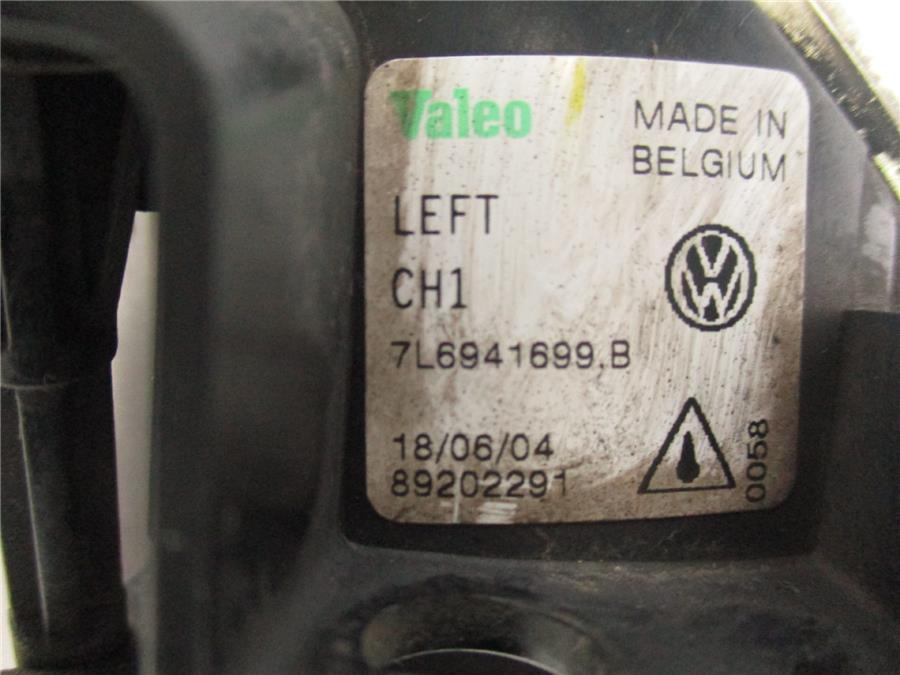 Valeo
MADE IN
BELGIUM
LEFT
CH1
7L6941699.B
18/06/04
89202291
0058